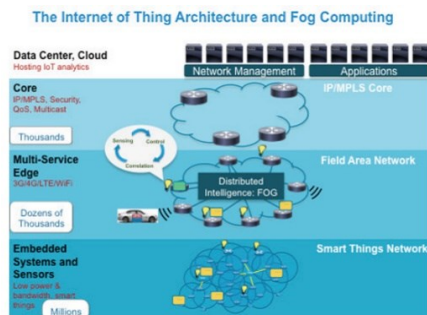 The Internet of Thing Architecture and Fog Computing
Data Center, Cloud
Hosting IoT analytics
Network Management
Applications
Core
IP/MPLS, Security,
QoS, Multicast
IP/MPLS Core
Thousands
Sensing
Control
Correlation
Multi-Service
Edge
3G/4G/LTE/WiFi
Field Area Network
Distributed
Intelligence: FOG
Dozens of
Thousands
Embedded
Systems and
Sensors
Low power &
bandwidth, smart
things
Smart Things Network
Millions